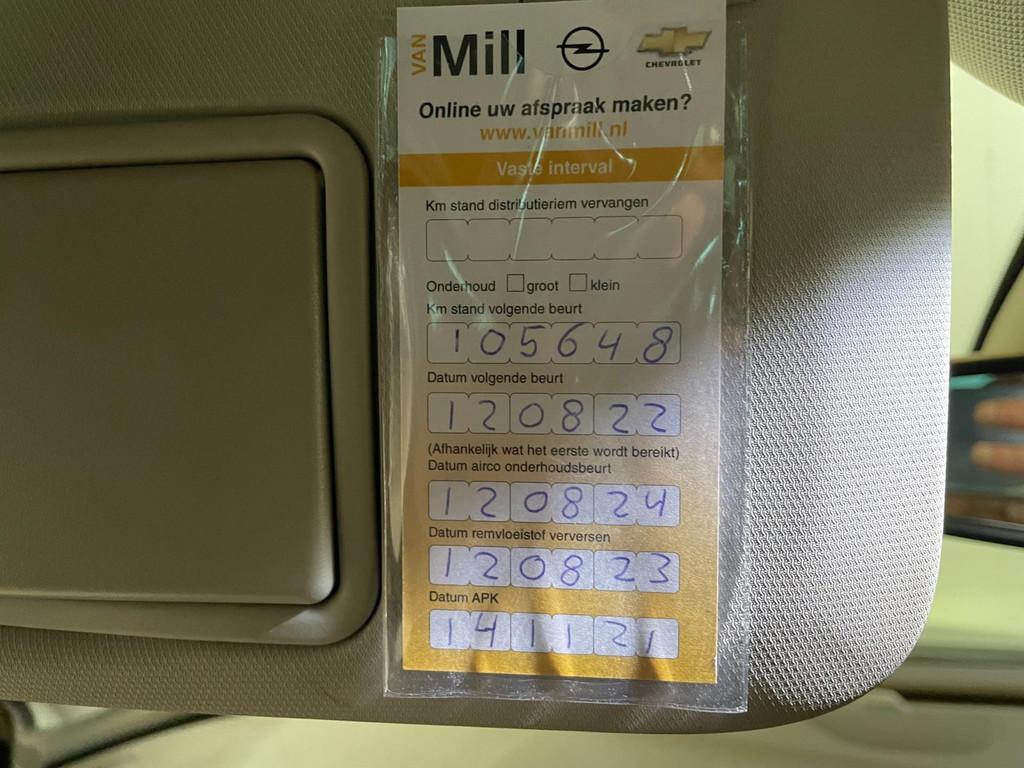 VAN Mill CHEVROLET
Online uw afspraak maken?
www.vanmill.nl
Vaste interval
Km stand distributieriem vervangen
Onderhoud groot klein
Km stand volgende beurt
105648
Datum volgende beurt
120822
(Afhankelijk wat het eerste wordt bereikt)
Datum airco onderhoudsbeurt
120824
Datum remvloeistof verversen
120823
Datum APK
141121